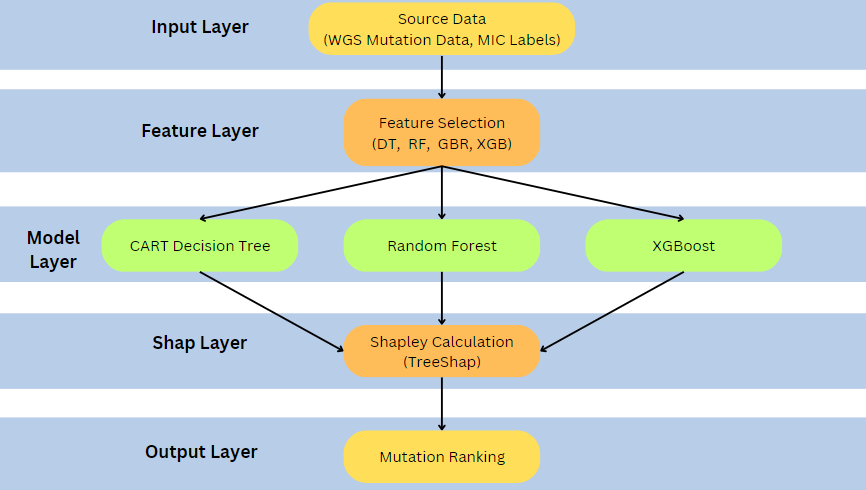 Input Layer
Source Data
(WGS Mutation Data, MIC Labels)
Feature Layer
Feature Selection
(DT, RF, GBR, XGB)
Model
Layer
CART Decision Tree
Random Forest
XGBoost
Shap Layer
Shapley Calculation
(TreeShap)
Output Layer
Mutation Ranking